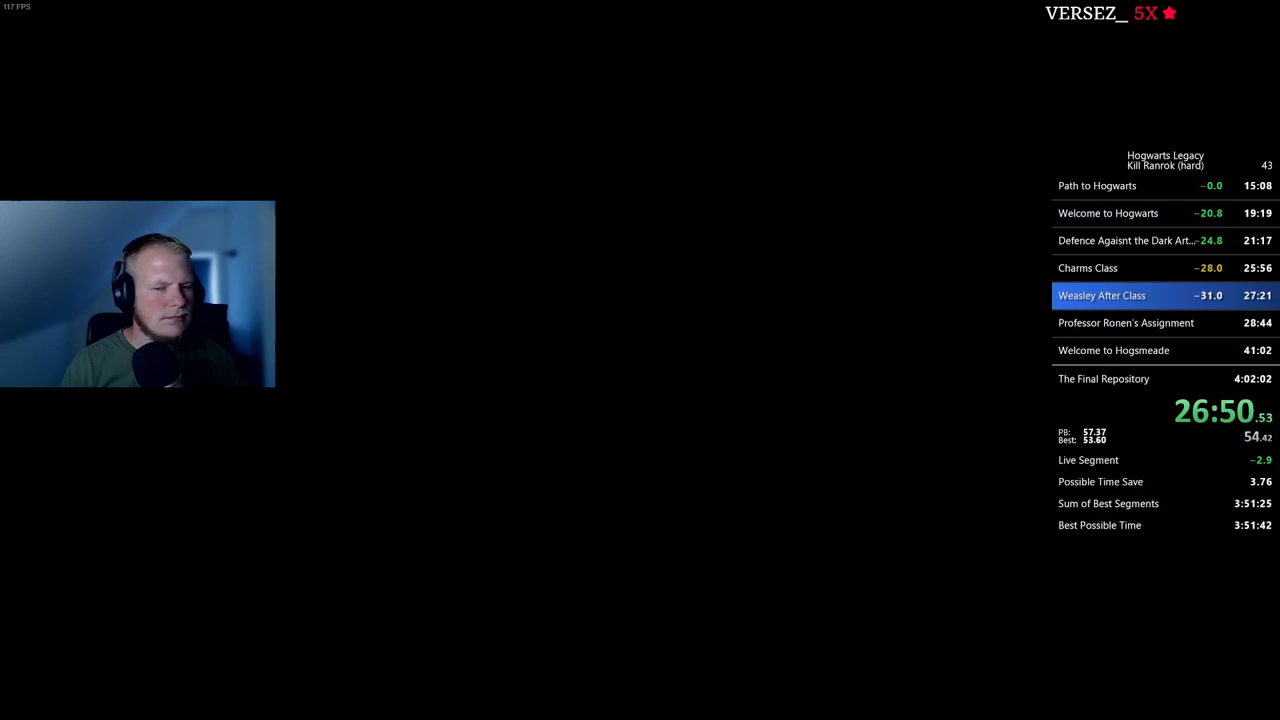 117 FPS
VERSEZ_ 5X
Hogwarts Legacy
Kill Ranrok (hard) 43
Path to Hogwarts -0.0 15:08
Welcome to Hogwarts -20.8 19:19
Defence Agaisnt the Dark Art... -24.8 21:17
Charms Class -28.0 25:56
Weasley After Class -31.0 27:21
Professor Ronen's Assignment 28:44
Welcome to Hogsmeade 41:02
The Final Repository 4:02:02
26:50.53
PB: 57.37 54.42
Best: 53.60
Live Segment -2.9
Possible Time Save 3.76
Sum of Best Segments 3:51:25
Best Possible Time 3:51:42